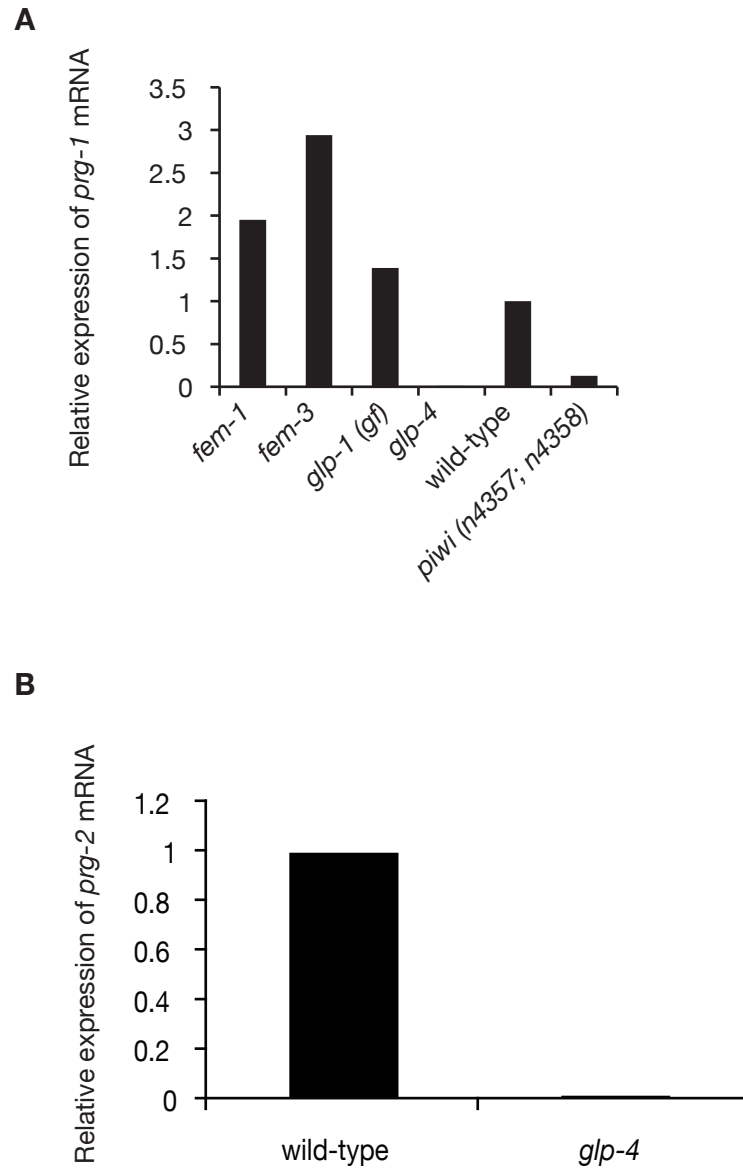 A
Relative expression of prg-1 mRNA
3.5
3
2.5
2
1.5
1
0.5
0
fem-1
fem-3
glp-1 (gf)
glp-4
wild-type
piwi (n4357; n4358)
B
Relative expression of prg-2 mRNA
1.2
1
0.8
0.6
0.4
0.2
0
wild-type
glp-4